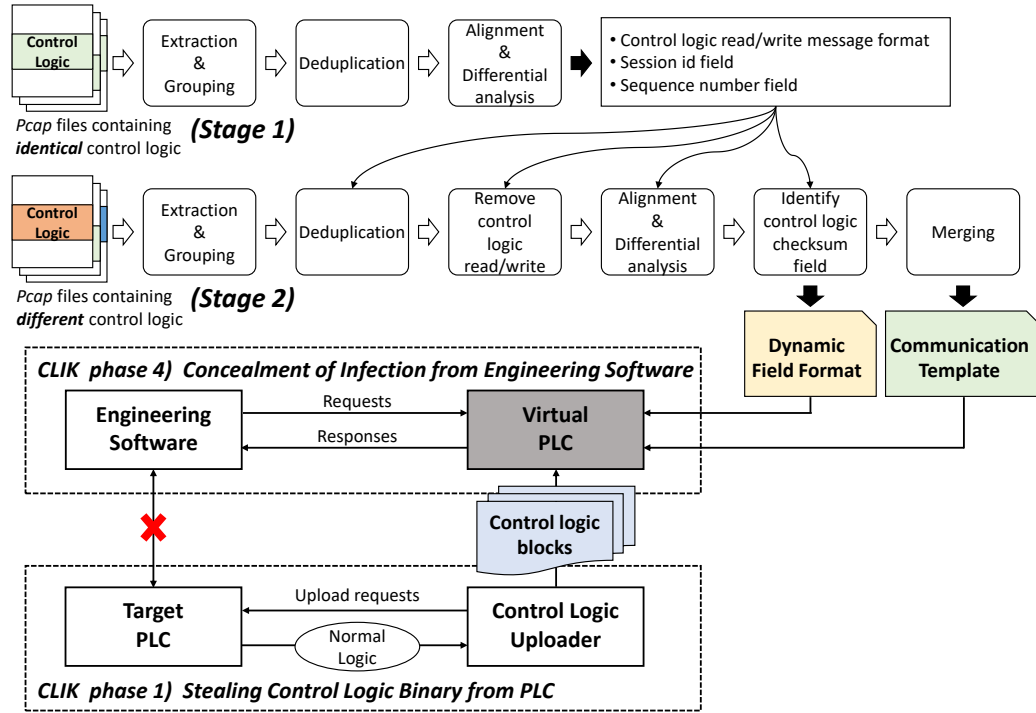 Control
Logic
Extraction
&
Grouping
Deduplication
Alignment
&
Differential
analysis
• Control logic read/write message format
• Session id field
• Sequence number field
Pcap files containing
identical control logic
(Stage 1)
Control
Logic
Extraction
&
Grouping
Deduplication
Remove
control
logic
read/write
Alignment
&
Differential
analysis
Identify
control logic
checksum
field
Merging
Pcap files containing
different control logic
(Stage 2)
Dynamic
Field Format
Communication
Template
CLIK phase 4) Concealment of Infection from Engineering Software
Engineering
Software
Requests
Responses
Virtual
PLC
Control logic
blocks
Target
PLC
Upload requests
Normal
Logic
Control Logic
Uploader
CLIK phase 1) Stealing Control Logic Binary from PLC